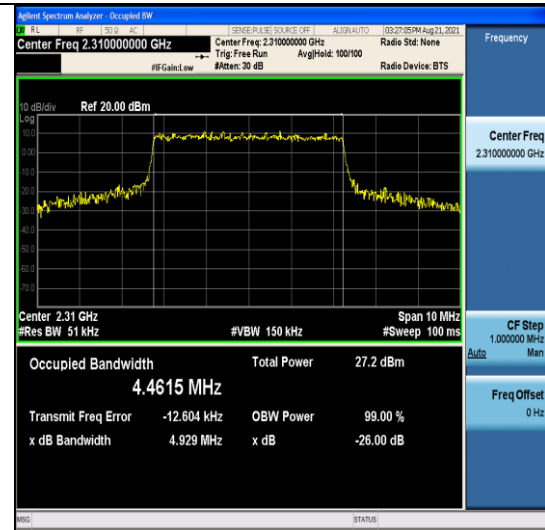 Agilent Spectrum Analyzer - Occupied BW
RL RF 50 Ω AC SENSE:PULSE SOURCE OFF ALIGNAUTO 03:27:05PM Aug 21, 2021
Center Freq 2.310000000 GHz Center Freq: 2.310000000 GHz Radio Std: None
Trig: Free Run Avg|Hold: 100/100
#IFGain:Low #Atten: 30 dB Radio Device: BTS
Frequency
10 dB/div Ref 20.00 dBm
Log
10.0
0.00
-10.0
-20.0
-30.0
-40.0
-50.0
-60.0
-70.0
Center 2.31 GHz Span 10 MHz
#Res BW 51 kHz #VBW 150 kHz #Sweep 100 ms
Occupied Bandwidth Total Power 27.2 dBm
4.4615 MHz
Transmit Freq Error -12.604 kHz OBW Power 99.00 %
x dB Bandwidth 4.929 MHz x dB -26.00 dB
Center Freq
2.310000000 GHz
CF Step
1.000000 MHz
Auto Man
Freq Offset
0 Hz
MSG STATUS